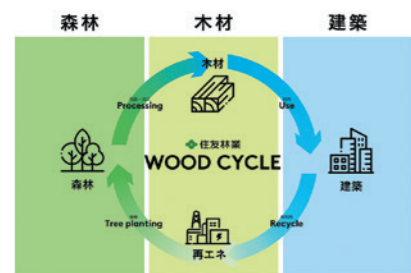 森林
木材
建築
木材
Processing
Use
住友林業
WOOD CYCLE
森林
建築
Tree planting
Recycle
再エネ